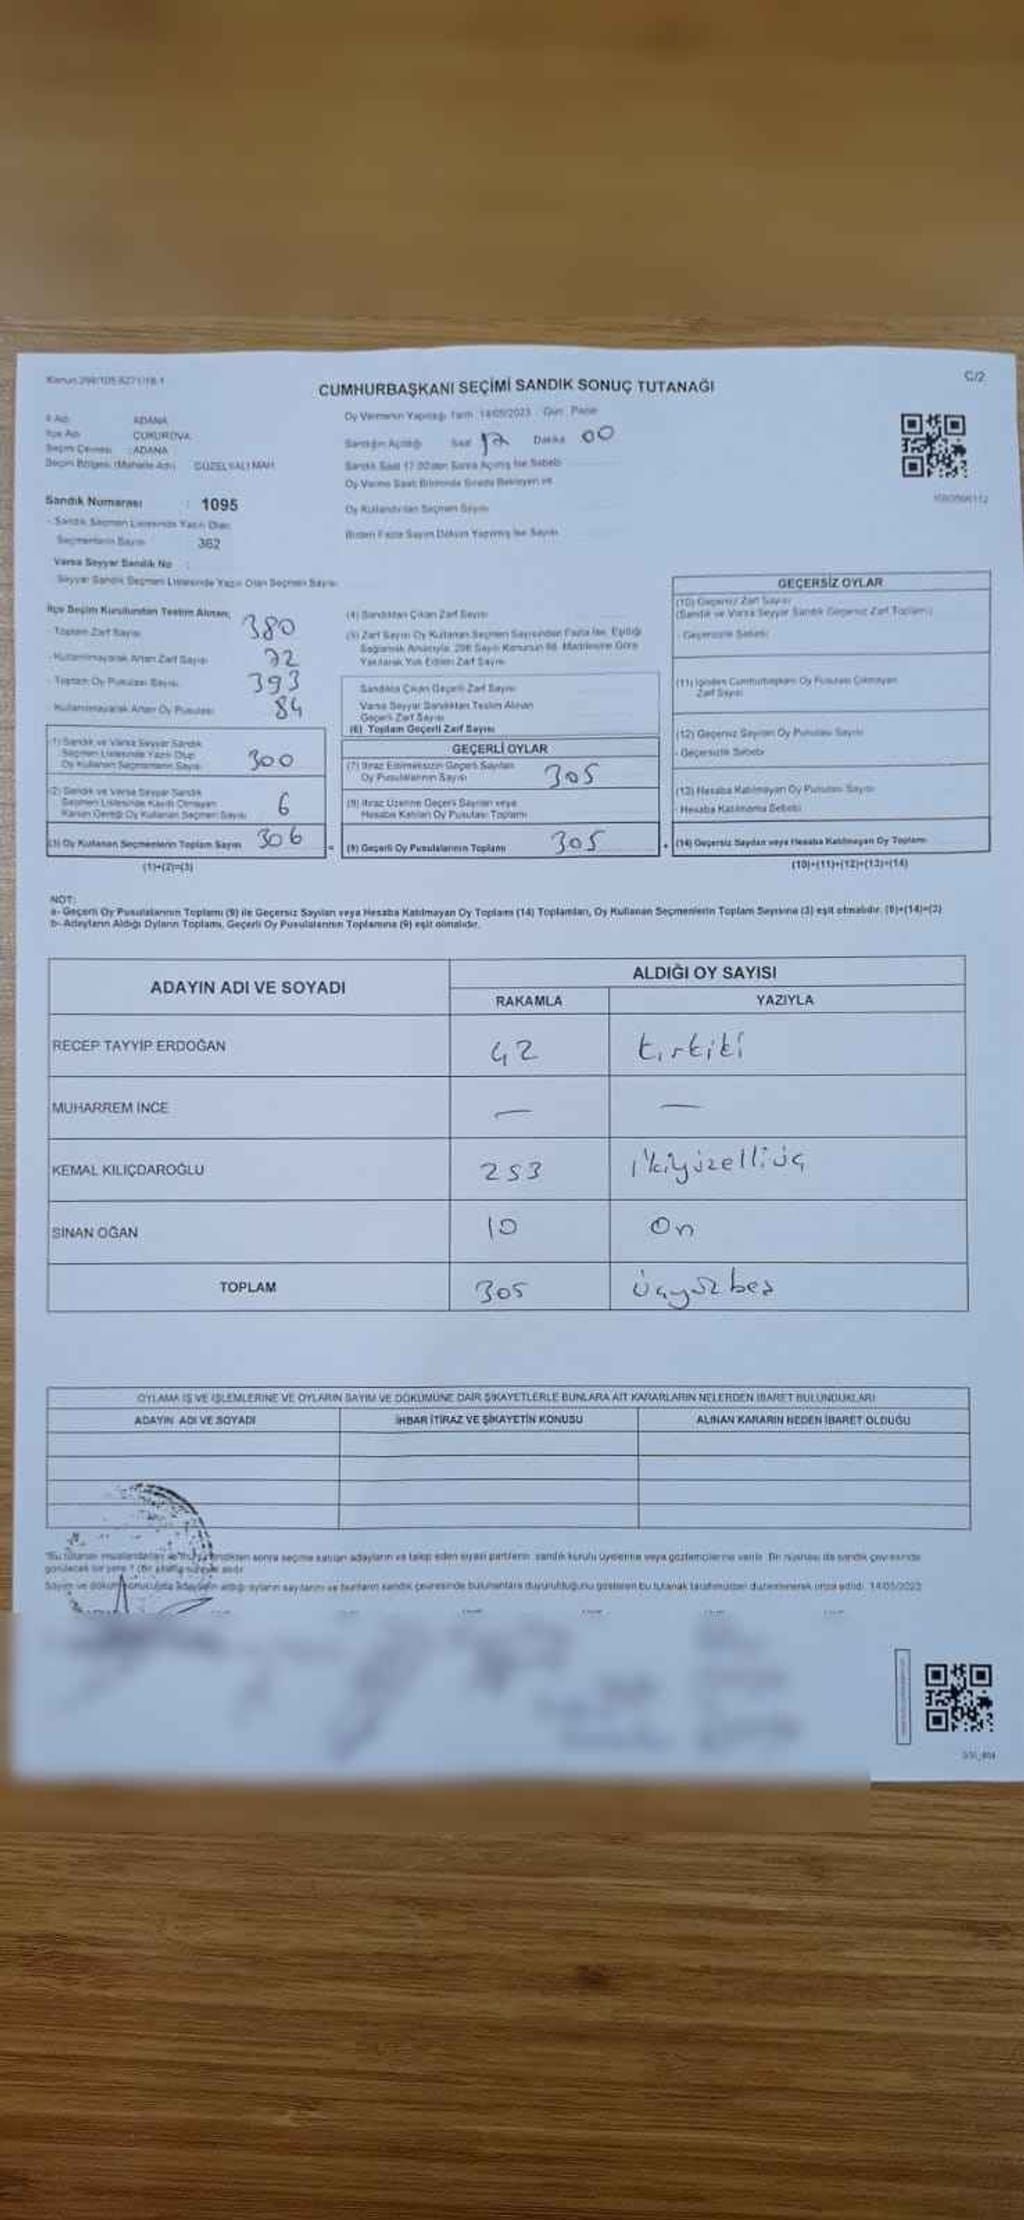 Kanun 298/105 6271/18-1
C/2
CUMHURBAŞKANI SEÇİMİ SANDIK SONUÇ TUTANAĞI
İl Adı ADANA
İlçe Adı ÇUKUROVA
Seçim Çevresi ADANA
Seçim Bölgesi (Mahalle Adı) GÜZELYALI MAH.
Sandık Numarası : 1095
- Sandık Seçmen Listesinde Yazılı Olan
Seçmenlerin Sayısı 362
Varsa Seyyar Sandık No :
Seyyar Sandık Seçmen Listesinde Yazılı Olan Seçmen Sayısı
Oy Vermenin Yapıldığı Tarih 14/05/2023 Gün Pazar
Sandığın Açıldığı Saat 17 Dakika 00
Sandık Saat 17.00'den Sonra Açılmış İse Sebebi
Oy Verme Saati Bitiminde Sırada Bekleyen ve
Oy Kullandırılan Seçmen Sayısı
Birden Fazla Sayım Döküm Yapılmış İse Sayısı
İlçe Seçim Kurulundan Teslim Alınan;
- Toplam Zarf Sayısı 380
- Kullanılmayarak Artan Zarf Sayısı 72
- Toplam Oy Pusulası Sayısı 393
- Kullanılmayarak Artan Oy Pusulası 84
(1) Sandık ve Varsa Seyyar Sandık
Seçmen Listesinde Yazılı Olup
Oy Kullanan Seçmenlerin Sayısı 300
(2) Sandık ve Varsa Seyyar Sandık
Seçmen Listesinde Kayıtlı Olmayan
Kanun Gereği Oy Kullanan Seçmen Sayısı 6
(3) Oy Kullanan Seçmenlerin Toplam Sayısı 306
(1)+(2)=(3)
(4) Sandıktan Çıkan Zarf Sayısı
(5) Zarf Sayısı Oy Kullanan Seçmen Sayısından Fazla İse, Eşitliği
Sağlamak Amacıyla, 298 Sayılı Kanunun 98. Maddesine Göre
Yakılarak Yok Edilen Zarf Sayısı
Sandıkta Çıkan Geçerli Zarf Sayısı
Varsa Seyyar Sandıktan Teslim Alınan
Geçerli Zarf Sayısı
(6) Toplam Geçerli Zarf Sayısı
GEÇERLİ OYLAR
(7) İtiraz Edilmeksizin Geçerli Sayılan
Oy Pusulalarının Sayısı 305
(8) İtiraz Üzerine Geçerli Sayılan veya
Hesaba Katılan Oy Pusulası Toplamı
= (9) Geçerli Oy Pusulalarının Toplamı 305
GEÇERSİZ OYLAR
(10) Geçersiz Zarf Sayısı
(Sandık ve Varsa Seyyar Sandık Geçersiz Zarf Toplamı)
- Geçersizlik Sebebi
(11) İçinden Cumhurbaşkanı Oy Pusulası Çıkmayan
Zarf Sayısı
(12) Geçersiz Sayılan Oy Pusulası Sayısı
- Geçersizlik Sebebi
(13) Hesaba Katılmayan Oy Pusulası Sayısı
- Hesaba Katılmama Sebebi
+ (14) Geçersiz Sayılan veya Hesaba Katılmayan Oy Toplamı
(10)+(11)+(12)+(13)=(14)
NOT:
a- Geçerli Oy Pusulalarının Toplamı (9) ile Geçersiz Sayılan veya Hesaba Katılmayan Oy Toplamı (14) Toplamları, Oy Kullanan Seçmenlerin Toplam Sayısına (3) eşit olmalıdır. (9)+(14)=(3)
b- Adayların Aldığı Oyların Toplamı, Geçerli Oy Pusulalarının Toplamına (9) eşit olmalıdır.
ADAYIN ADI VE SOYADI
ALDIĞI OY SAYISI
RAKAMLA YAZIYLA
RECEP TAYYİP ERDOĞAN 42 kırkiki
MUHARREM İNCE — —
KEMAL KILIÇDAROĞLU 253 ikiyüzelliüç
SİNAN OĞAN 10 On
TOPLAM 305 Üçyüzbeş
OYLAMA İŞ VE İŞLEMLERİNE VE OYLARIN SAYIM VE DÖKÜMÜNE DAİR ŞİKAYETLERLE BUNLARA AİT KARARLARIN NELERDEN İBARET BULUNDUKLARI
ADAYIN ADI VE SOYADI İHBAR İTİRAZ VE ŞİKAYETİN KONUSU ALINAN KARARIN NEDEN İBARET OLDUĞU
sonra seçime katılan adayların ve takip eden siyasi partilerin sandık kurulu üyelerine veya gözlemcilerine verilir. Bir nüshası da sandık çevresinde
Sayım ve döküm sonucunda adayların aldığı oyların sayılarını ve bunların sandık çevresinde bulunanlara duyurulduğunu gösteren bu tutanak tarafımızdan düzenlenerek imza edildi. 14/05/2023